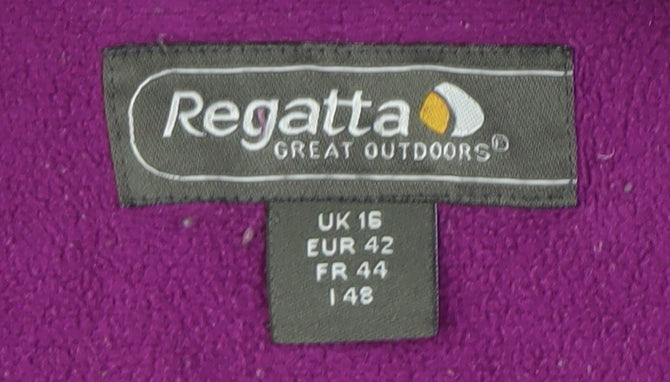 Regatta
GREAT OUTDOORS®
UK 16
EUR 42
FR 44
I 48